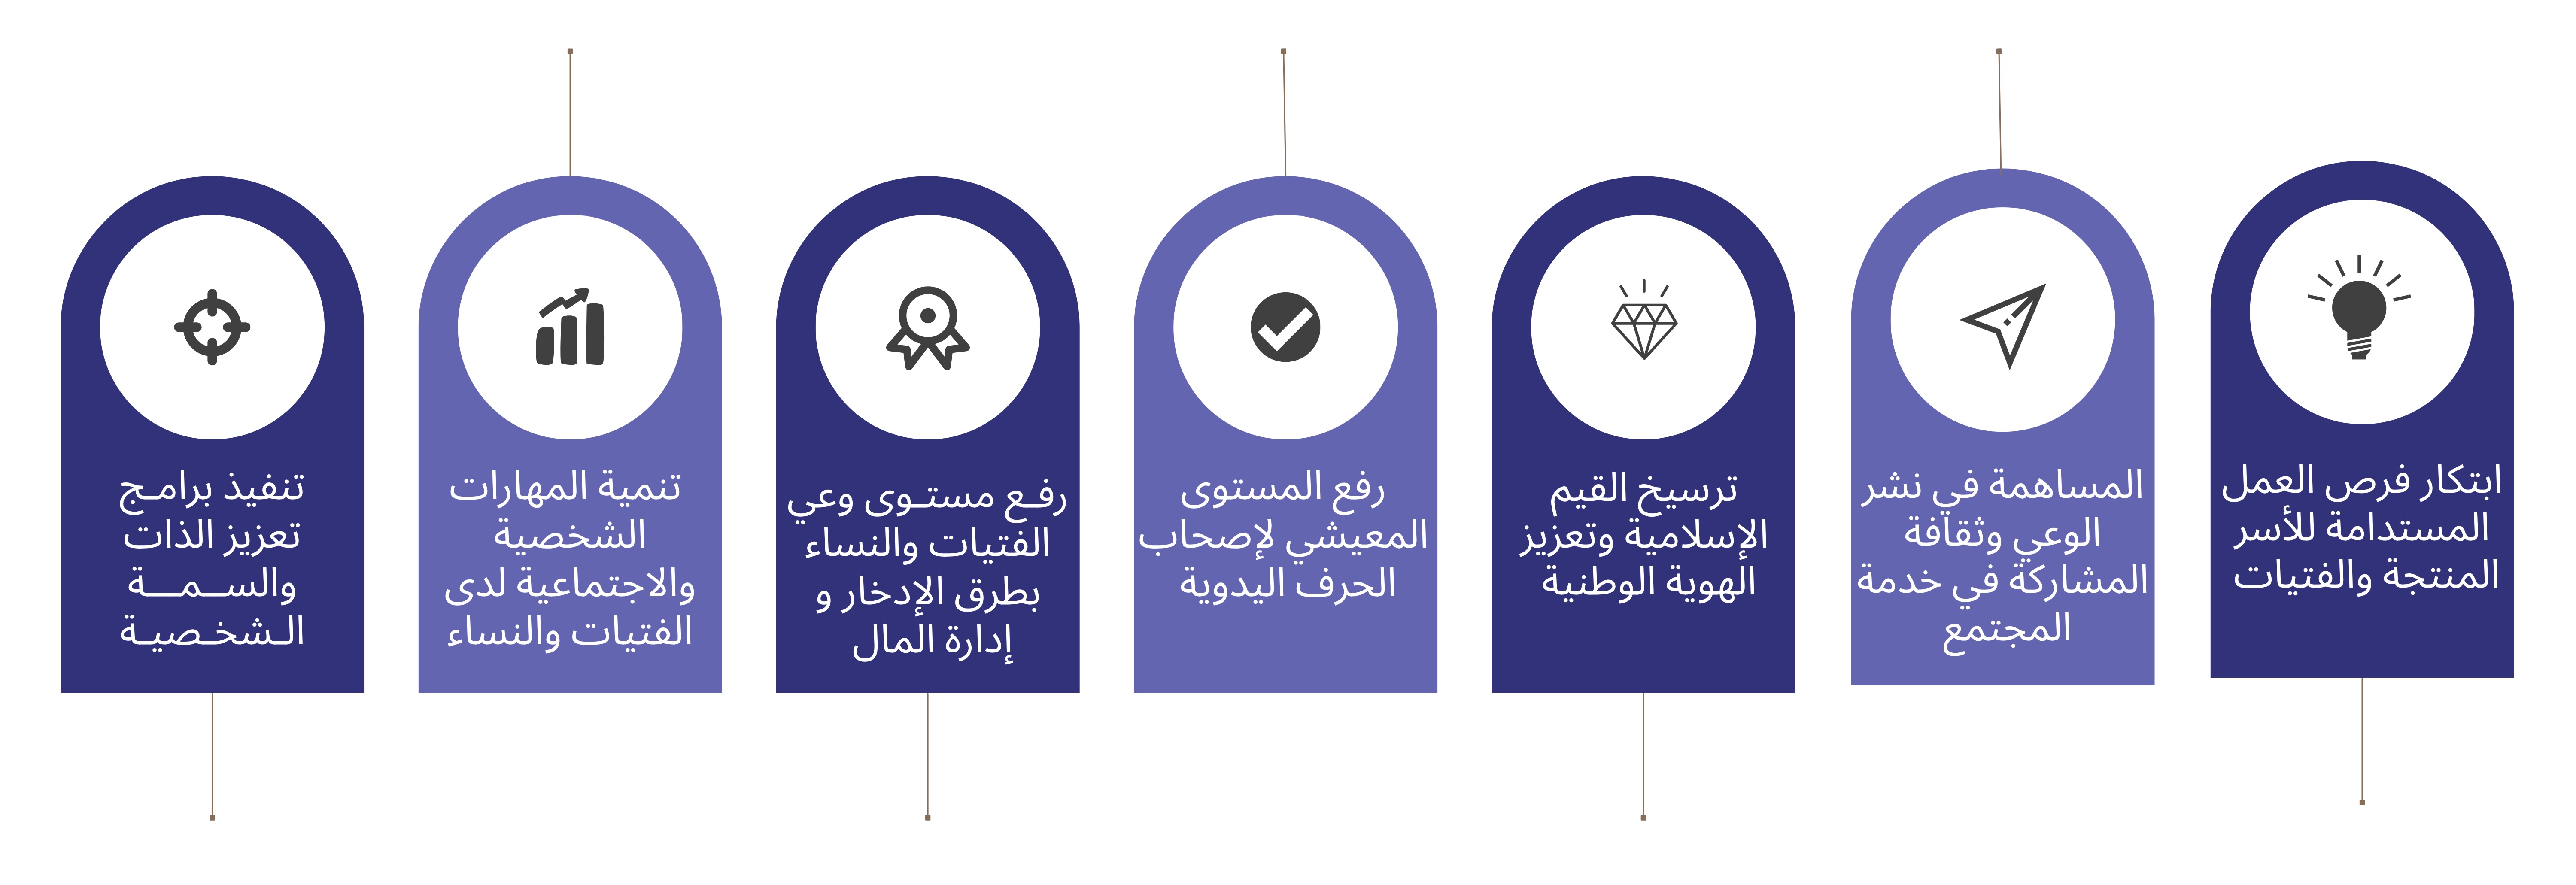 ابتكار فرص العمل
المستدامة للأسر
المنتجة والفتيات
المساهمة في نشر
الوعي وثقافة
المشاركة في خدمة
المجتمع
ترسيخ القيم
الإسلامية وتعزيز
الهوية الوطنية
رفع المستوى
المعيشي لإصحاب
الحرف اليدوية
رفـع مستـوى وعي
الفتيات والنساء
بطرق الإدخار و
إدارة المال
تنمية المهارات
الشخصية
والاجتماعية لدى
الفتيات والنساء
تنفيذ برامـج
تعزيز الذات
والســمـــة
الـشخـصيـة